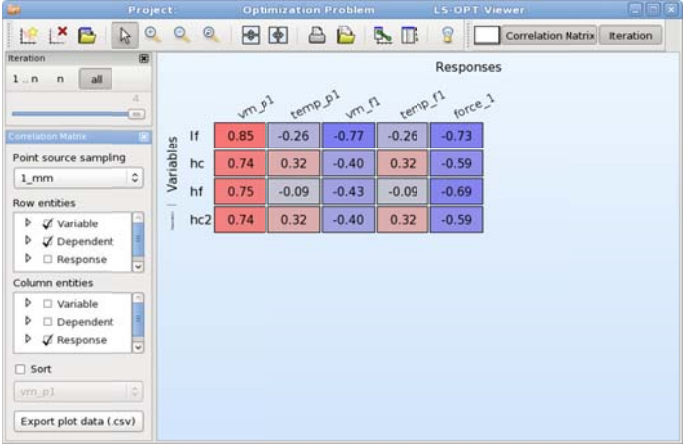 Project: Optimization Problem LS-OPT Viewer
Correlation Matrix Iteration
Iteration
1 .. n n all
4
Correlation Matrix
Point source sampling
1_mm
Row entities
Variable
Dependent
Response
Column entities
Variable
Dependent
Response
Sort
vm_p1
Export plot data (.csv)
Responses
vm_p1 temp_p1 vm_f1 temp_f1 force_1
Variables
lf 0.85 -0.26 -0.77 -0.26 -0.73
hc 0.74 0.32 -0.40 0.32 -0.59
hf 0.75 -0.09 -0.43 -0.09 -0.69
hc2 0.74 0.32 -0.40 0.32 -0.59